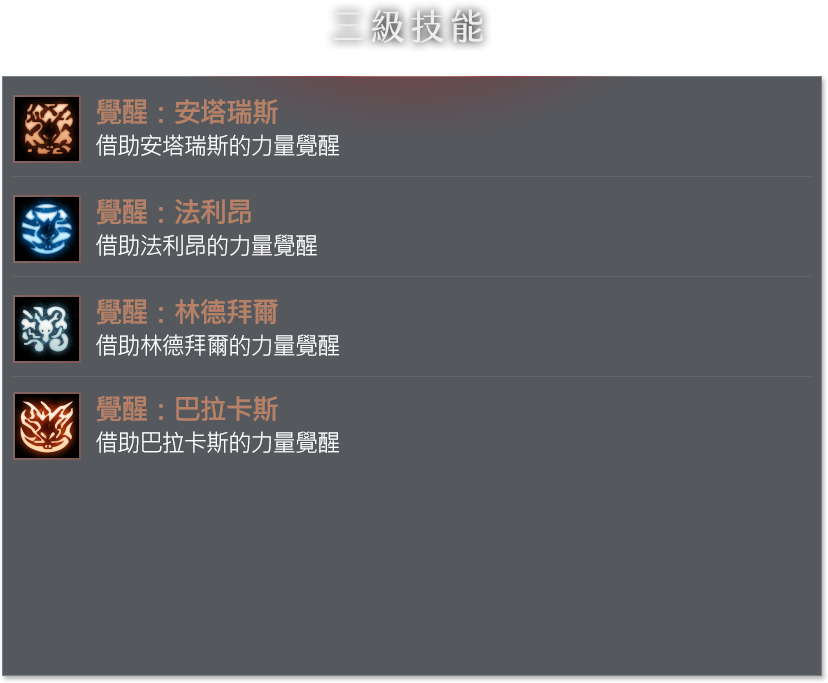 三級技能
覺醒：安塔瑞斯
借助安塔瑞斯的力量覺醒
覺醒：法利昂
借助法利昂的力量覺醒
覺醒：林德拜爾
借助林德拜爾的力量覺醒
覺醒：巴拉卡斯
借助巴拉卡斯的力量覺醒